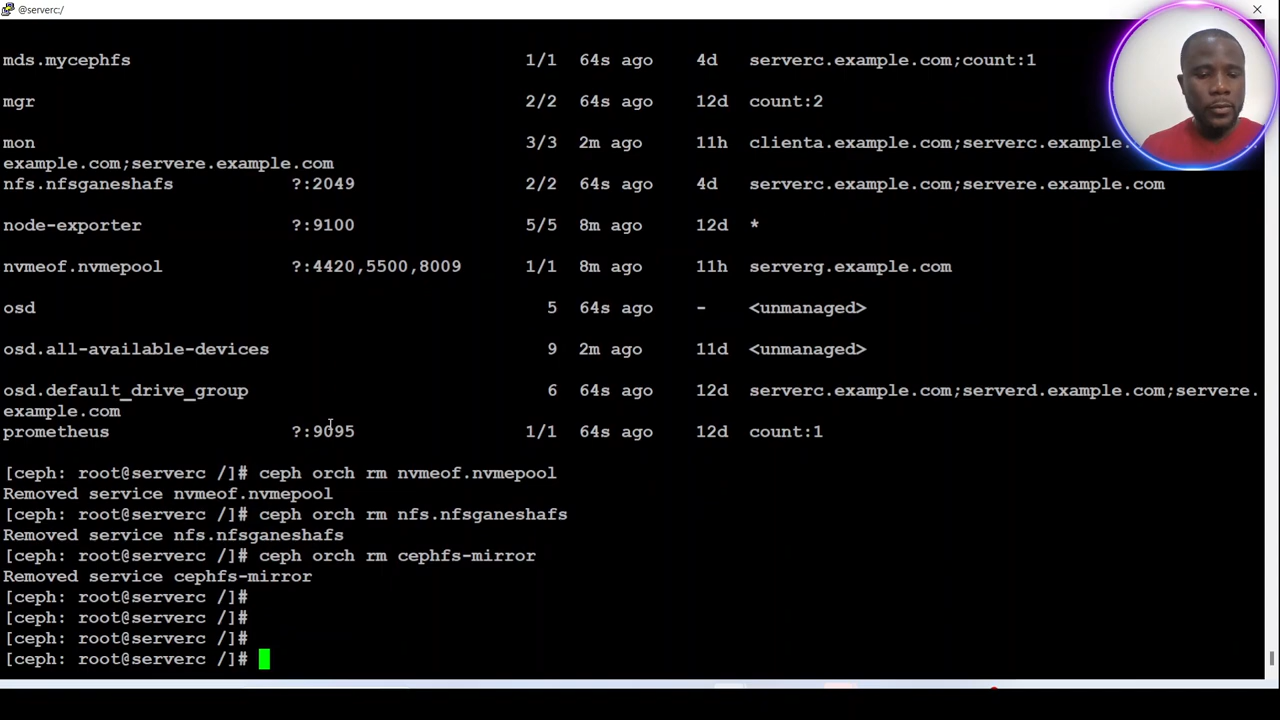 @serverc:/
mds.mycephfs 1/1 64s ago 4d serverc.example.com;count:1
mgr 2/2 64s ago 12d count:2
mon 3/3 2m ago 11h clienta.example.com;serverc.example.
example.com;servere.example.com
nfs.nfsganeshafs ?:2049 2/2 64s ago 4d serverc.example.com;servere.example.com
node-exporter ?:9100 5/5 8m ago 12d *
nvmeof.nvmepool ?:4420,5500,8009 1/1 8m ago 11h serverg.example.com
osd 5 64s ago - <unmanaged>
osd.all-available-devices 9 2m ago 11d <unmanaged>
osd.default_drive_group 6 64s ago 12d serverc.example.com;serverd.example.com;servere.
example.com
prometheus ?:9095 1/1 64s ago 12d count:1
[ceph: root@serverc /]# ceph orch rm nvmeof.nvmepool
Removed service nvmeof.nvmepool
[ceph: root@serverc /]# ceph orch rm nfs.nfsganeshafs
Removed service nfs.nfsganeshafs
[ceph: root@serverc /]# ceph orch rm cephfs-mirror
Removed service cephfs-mirror
[ceph: root@serverc /]#
[ceph: root@serverc /]#
[ceph: root@serverc /]#
[ceph: root@serverc /]#